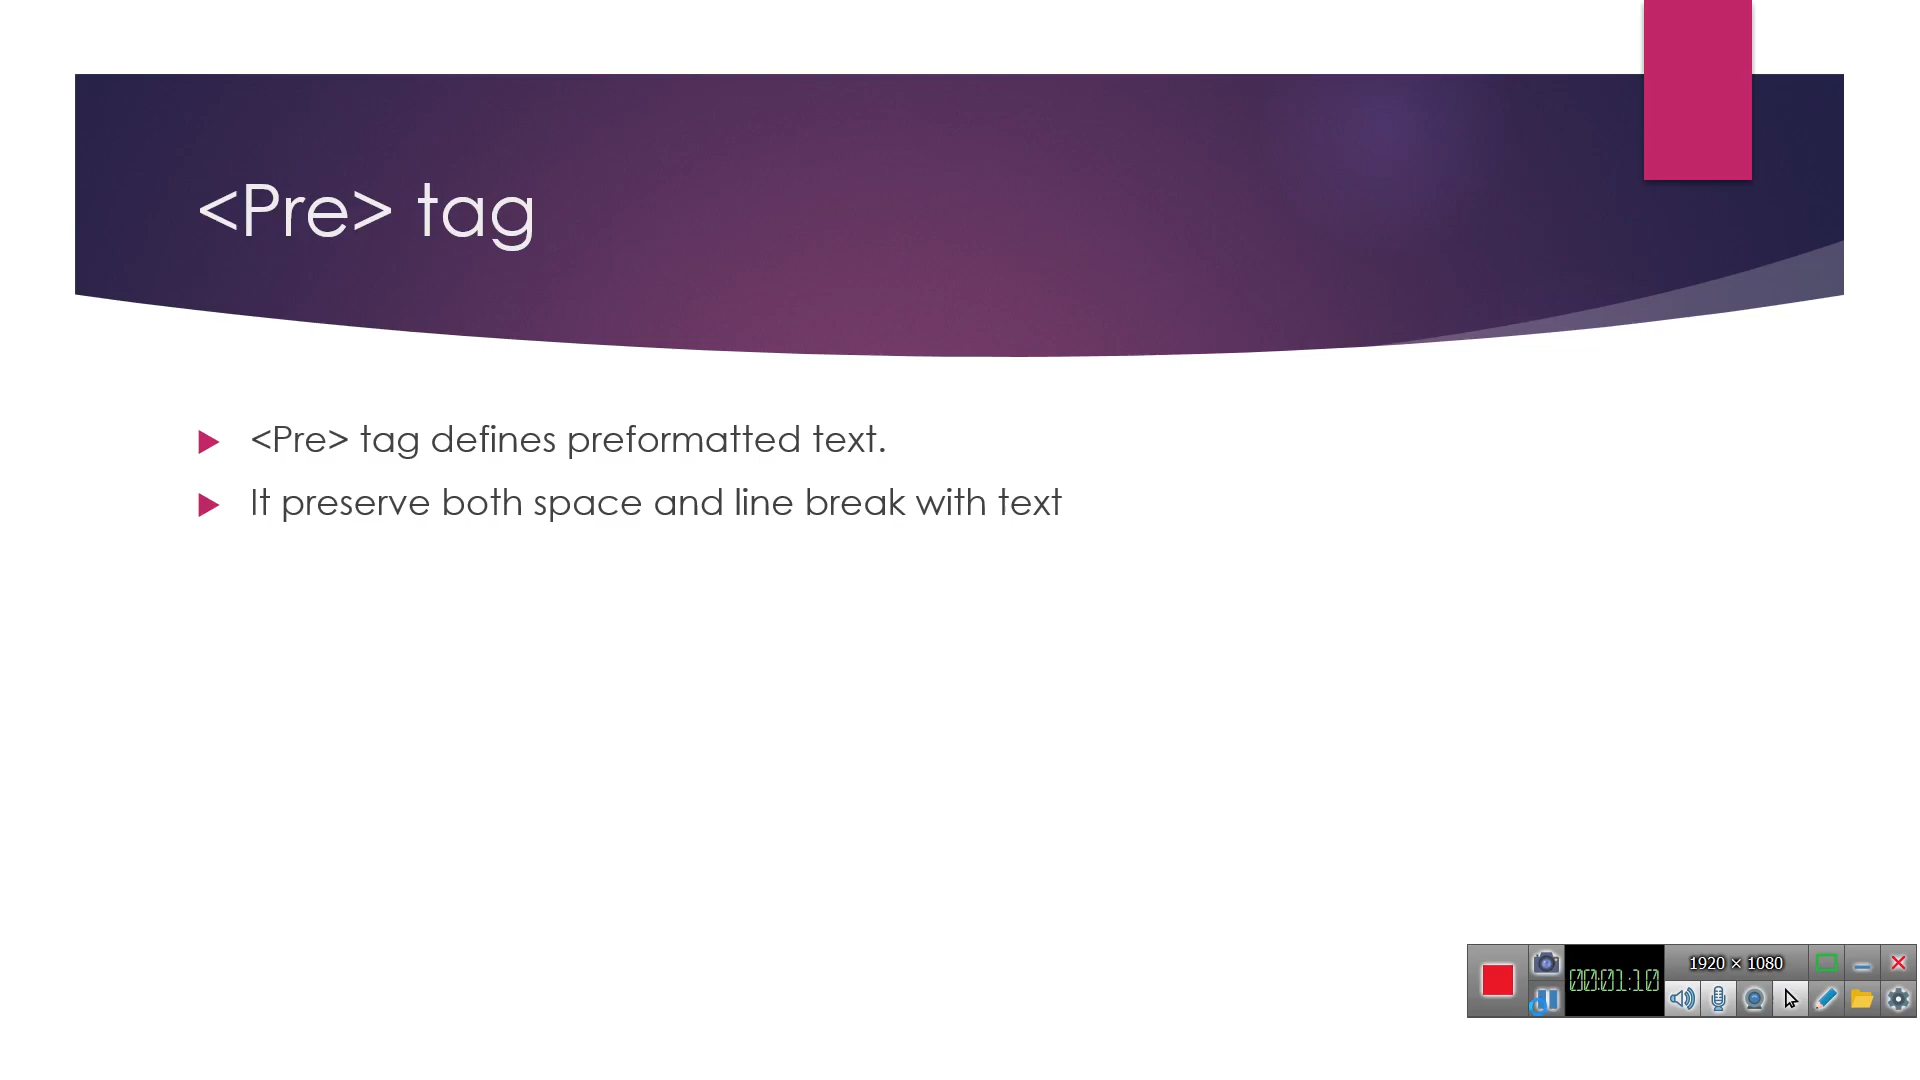 <Pre> tag
<Pre> tag defines preformatted text.
It preserve both space and line break with text
1920 × 1080
00:01:10